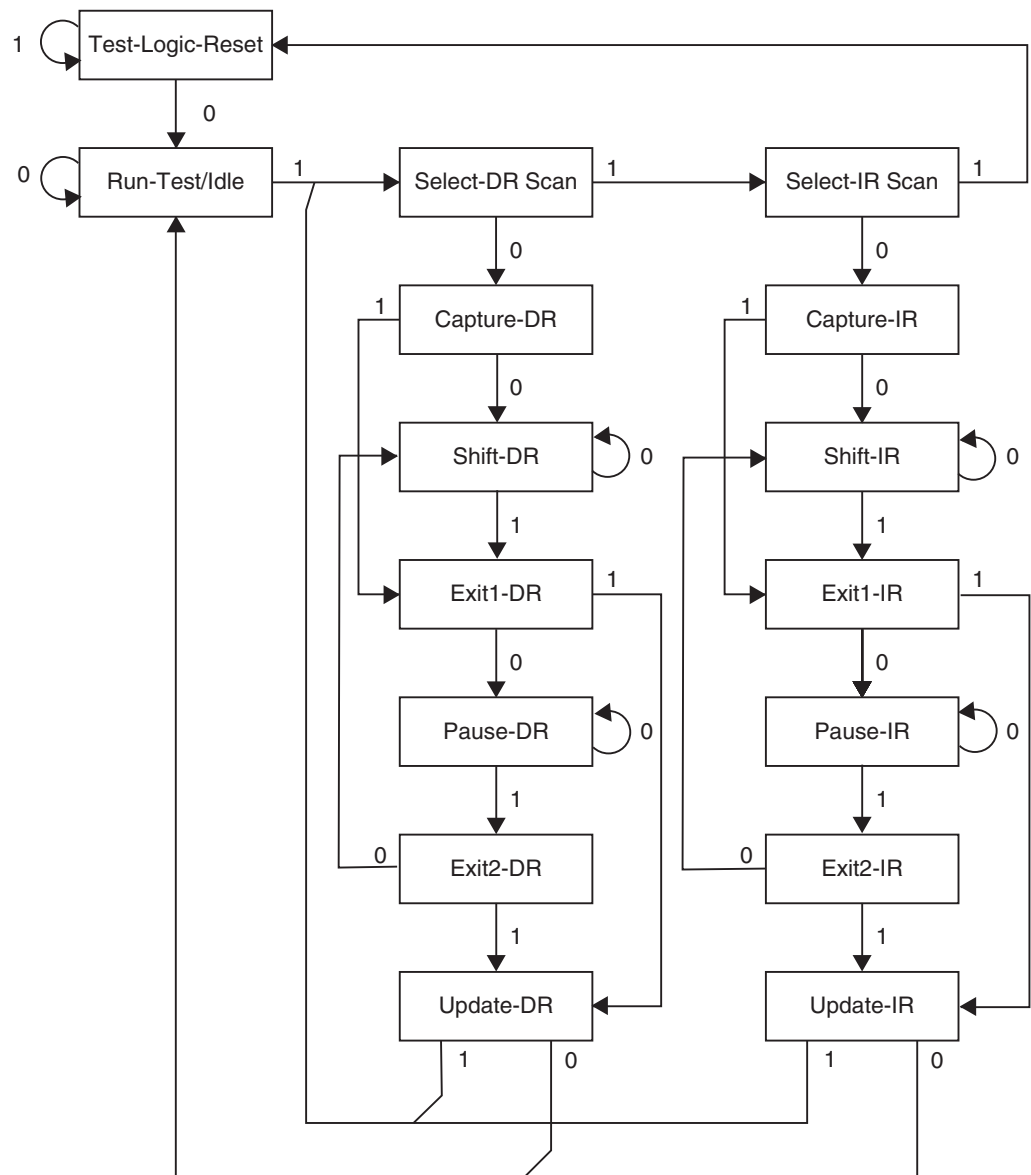 1
Test-Logic-Reset
0
0
Run-Test/Idle
1
Select-DR Scan
1
Select-IR Scan
1
0
0
1
Capture-DR
1
Capture-IR
0
0
Shift-DR
0
Shift-IR
0
1
1
Exit1-DR
1
Exit1-IR
1
0
0
Pause-DR
0
Pause-IR
0
1
1
0
Exit2-DR
0
Exit2-IR
1
1
Update-DR
Update-IR
1
0
1
0